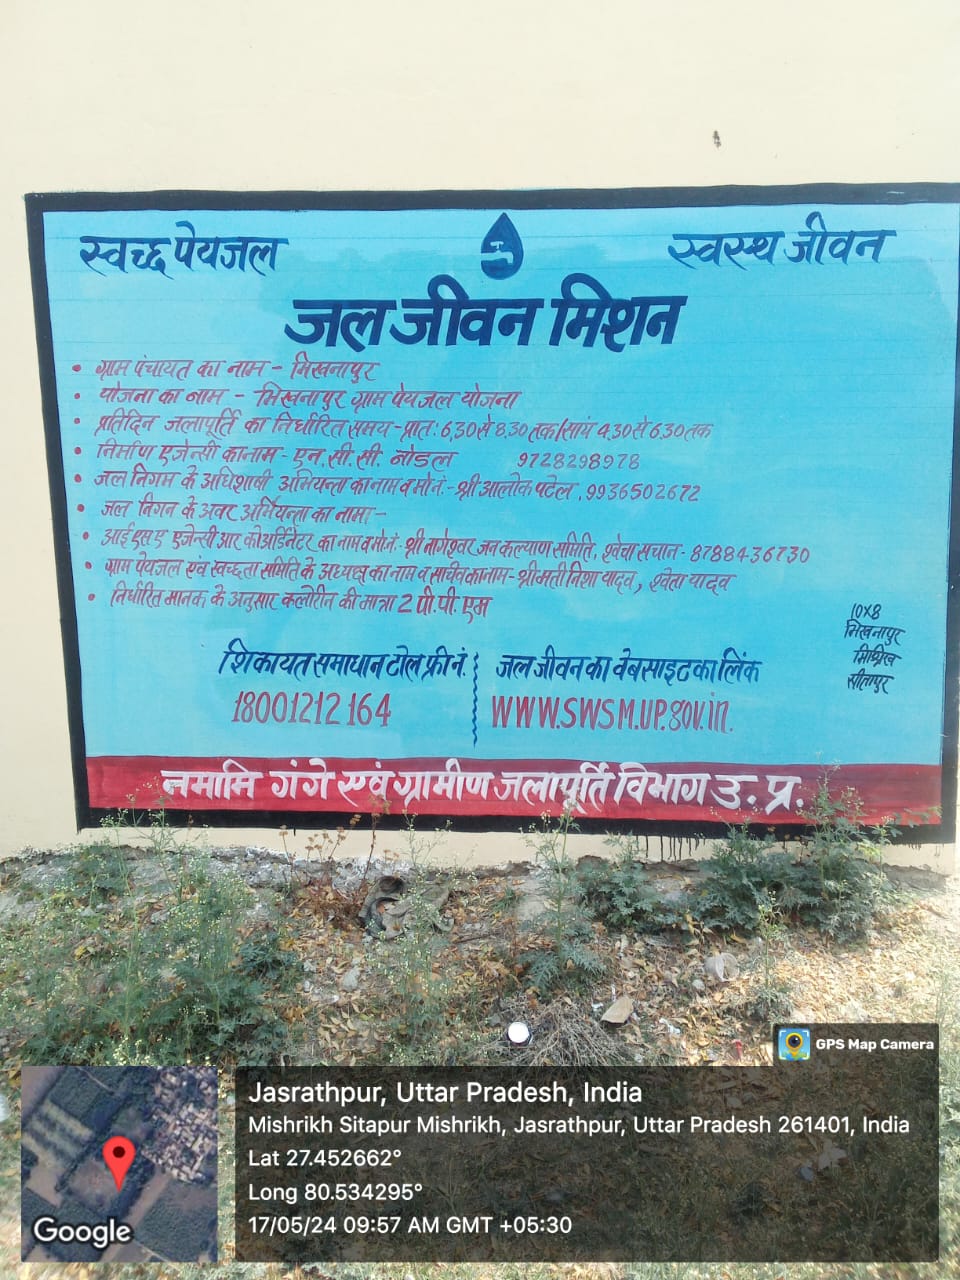 स्वच्छ पेयजल
स्वस्थ जीवन
जल जीवन मिशन
• ग्राम पंचायत का नाम - भिखनापुर
• योजना का नाम - भिखनापुर ग्राम पेयजल योजना
• प्रतिदिन जलापूर्ति का निर्धारित समय - प्रात: 6.30 से 8.30 तक/सायं 4.30 से 6.30 तक
• निर्माण एजेन्सी का नाम - एन. सी. सी. नोडल 9728298978
• जल निगम के अधिशाषी अभियन्ता का नाम व मो नं. - श्री आलोक पटेल, 9936502672
• जल निगन के अवर अभियन्ता का नामा -
• आई एस ए एजेन्सी आर कोअर्डिनेटर का नाम व मो नं - श्री नागेश्वर जन कल्याण समिति, श्वेचा सचान - 8788436730
• ग्राम पेयजल एंव स्वच्छता समिति के अध्यक्ष का नाम व सचिव का नाम - श्रीमती निशा यादव, श्वेता यादव
• निर्धारित मानक के अनुसार कलोरीन की मात्रा 2 पी. पी. एम
10x8
भिखनापुर
मिश्रिख
सीतापुर
शिकायत समाधान टोल फ्री नं.
18001212164
जल जीवन का वेबसाइट का लिंक
WWW.SWSM.UP.gov.in.
नमामि गंगे एवं ग्रामीण जलापूर्ति विभाग उ. प्र.
GPS Map Camera
Jasrathpur, Uttar Pradesh, India
Mishrikh Sitapur Mishrikh, Jasrathpur, Uttar Pradesh 261401, India
Lat 27.452662°
Long 80.534295°
17/05/24 09:57 AM GMT +05:30
Google